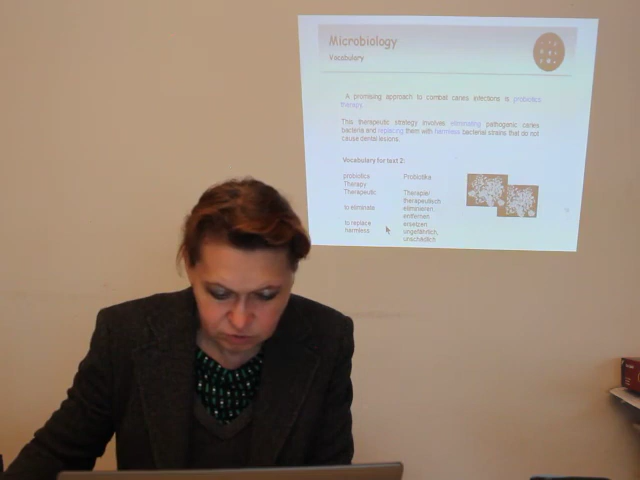 Microbiology
Vocabulary
A promising approach to combat caries infections is probiotics
therapy.
This therapeutic strategy involves eliminating pathogenic caries
bacteria and replacing them with harmless bacterial strains that do not
cause dental lesions.
Vocabulary for text 2:
probiotics Probiotika
Therapy
Therapeutic Therapie/
therapeutisch
to eliminate eliminieren,
entfernen
to replace ersetzen
harmless ungefährlich,
unschädlich